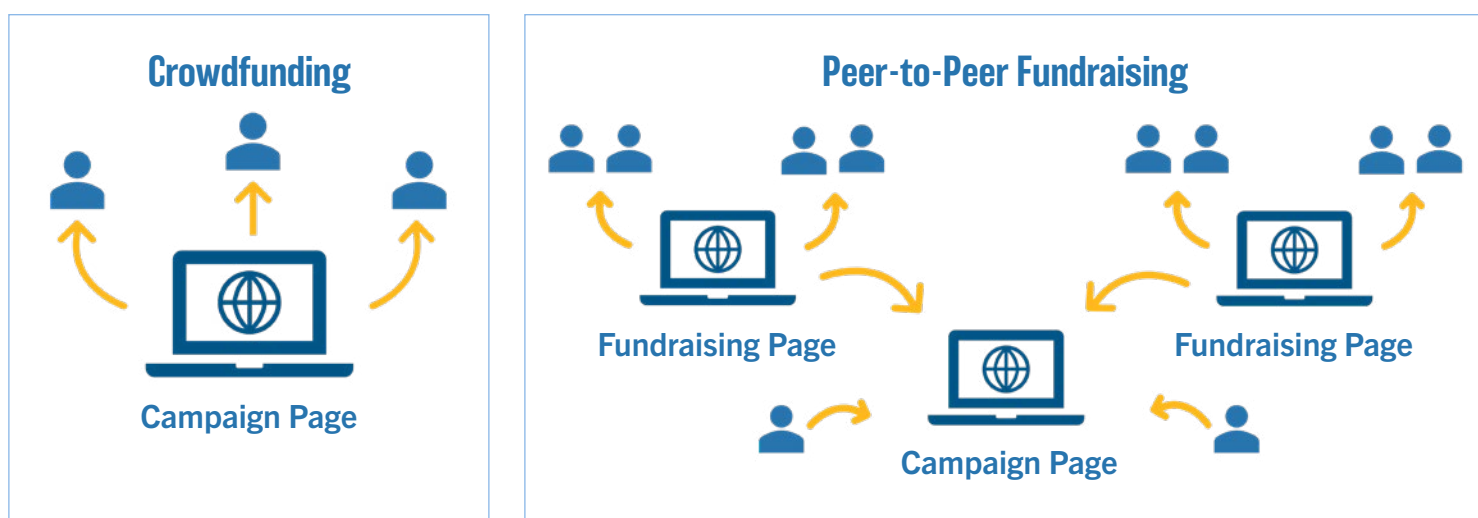 Crowdfunding
Campaign Page
Peer-to-Peer Fundraising
Fundraising Page
Fundraising Page
Campaign Page